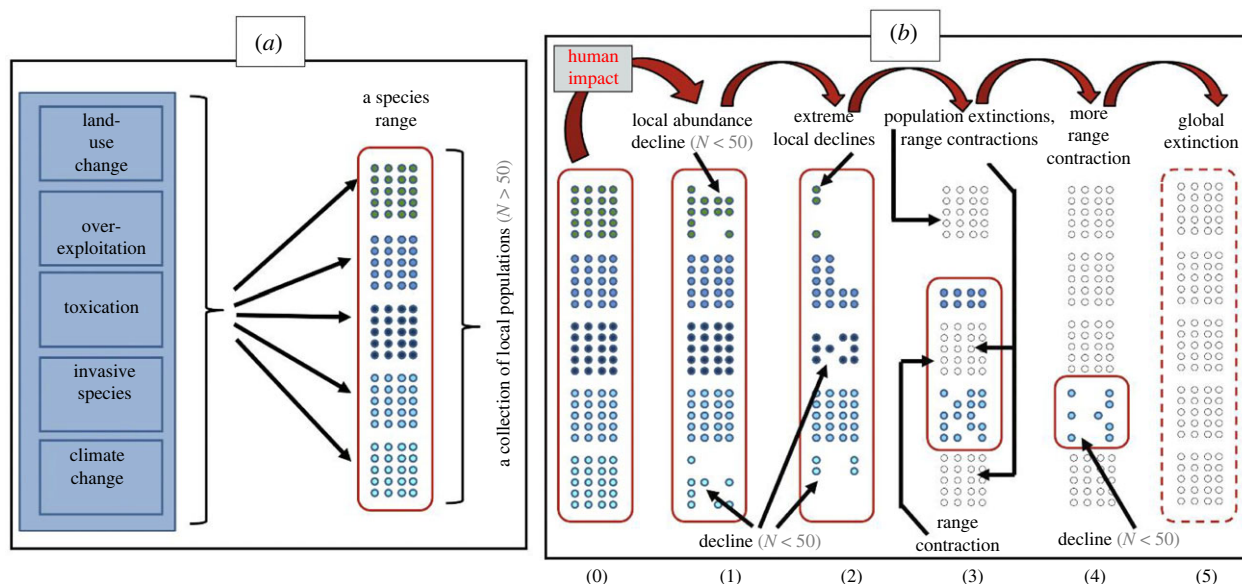 (a)
land-
use
change
over-
exploitation
toxication
invasive
species
climate
change
a species
range
a collection of local populations (N > 50)
(b)
human
impact
local abundance
decline (N < 50)
extreme
local declines
population extinctions,
range contractions
more
range
contraction
global
extinction
decline (N < 50)
range
contraction
decline (N < 50)
(0)
(1)
(2)
(3)
(4)
(5)